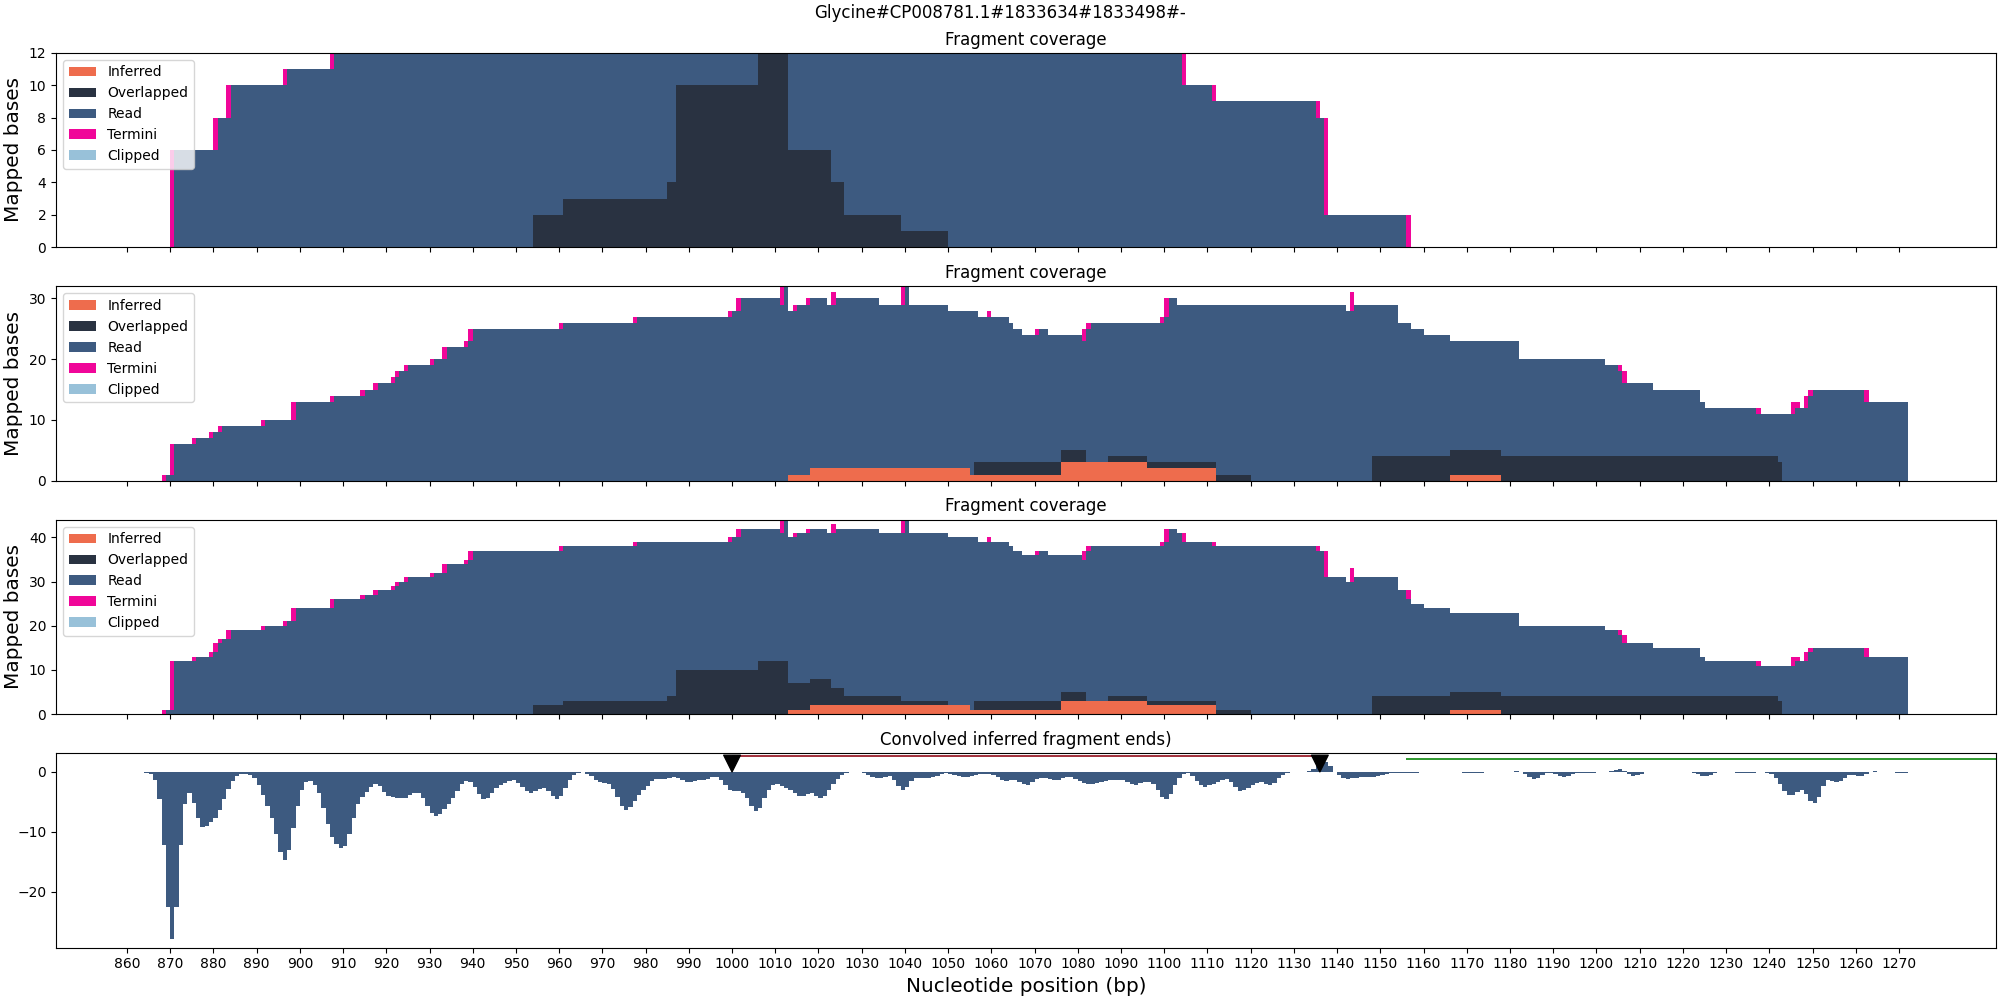 Glycine#CP008781.1#1833634#1833498#-
Fragment coverage
Mapped bases
12
10
8
6
4
2
0
Inferred
Overlapped
Read
Termini
Clipped
Fragment coverage
Mapped bases
30
20
10
0
Inferred
Overlapped
Read
Termini
Clipped
Fragment coverage
Mapped bases
40
30
20
10
0
Inferred
Overlapped
Read
Termini
Clipped
Convolved inferred fragment ends)
0
−10
−20
860 870 880 890 900 910 920 930 940 950 960 970 980 990 1000 1010 1020 1030 1040 1050 1060 1070 1080 1090 1100 1110 1120 1130 1140 1150 1160 1170 1180 1190 1200 1210 1220 1230 1240 1250 1260 1270
Nucleotide position (bp)